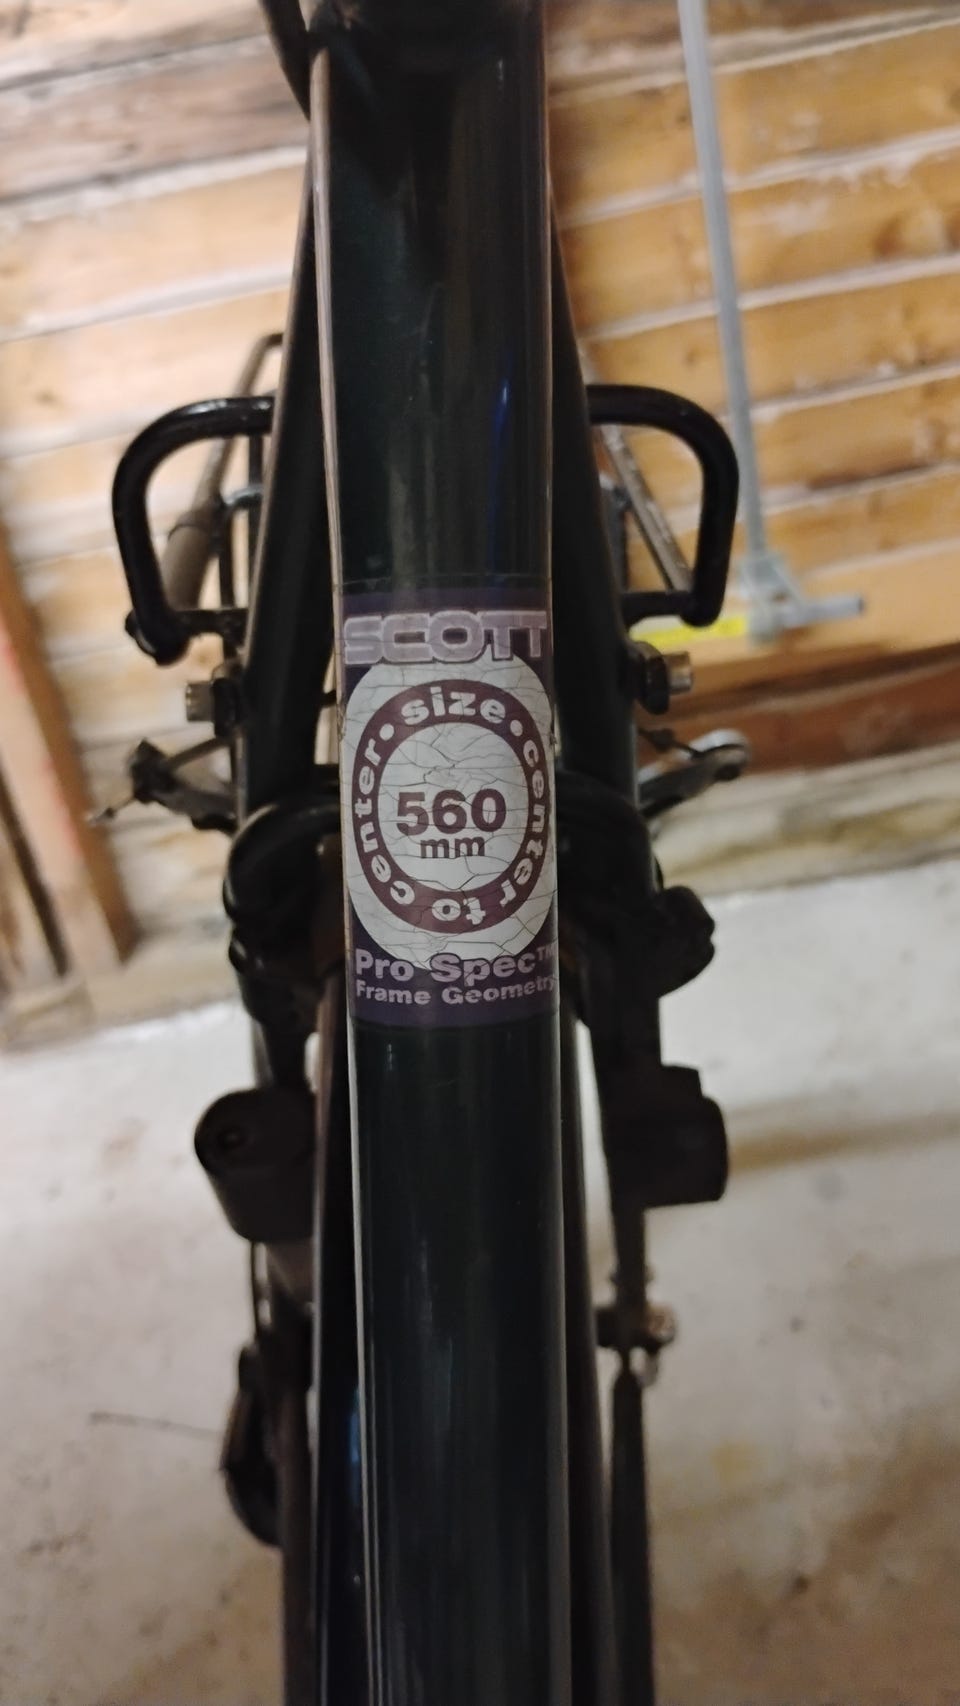 SCOTT
size • center to center •
560
mm
Pro Spec™
Frame Geometry